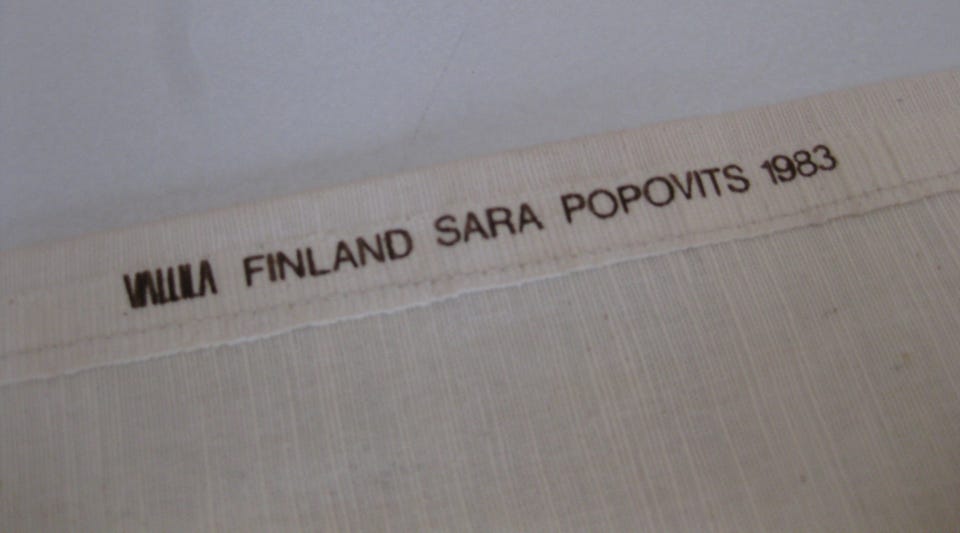 VALLILA FINLAND SARA POPOVITS 1983